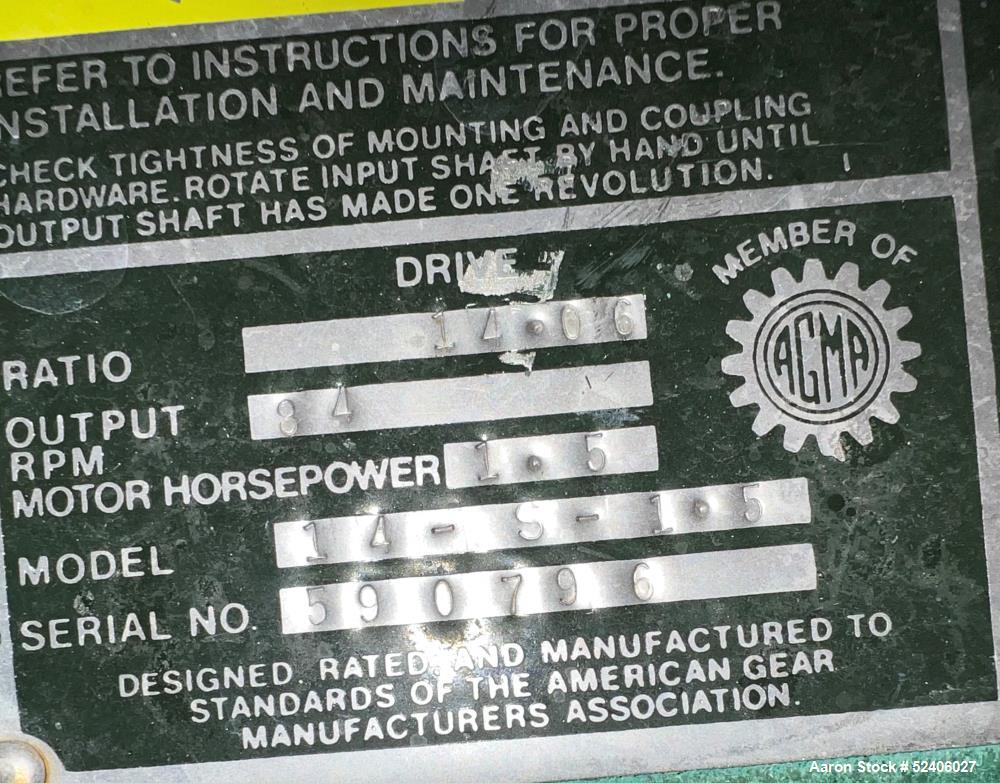 REFER TO INSTRUCTIONS FOR PROPER
INSTALLATION AND MAINTENANCE.
CHECK TIGHTNESS OF MOUNTING AND COUPLING
HARDWARE. ROTATE INPUT SHAFT BY HAND UNTIL
OUTPUT SHAFT HAS MADE ONE REVOLUTION.
DRIVE
MEMBER OF
AGMA
RATIO 14.06
OUTPUT RPM 84
MOTOR HORSEPOWER 1.5
MODEL 14-S-1.5
SERIAL NO. 590796
DESIGNED RATED AND MANUFACTURED TO
STANDARDS OF THE AMERICAN GEAR
MANUFACTURERS ASSOCIATION.
Aaron Stock # 52406027